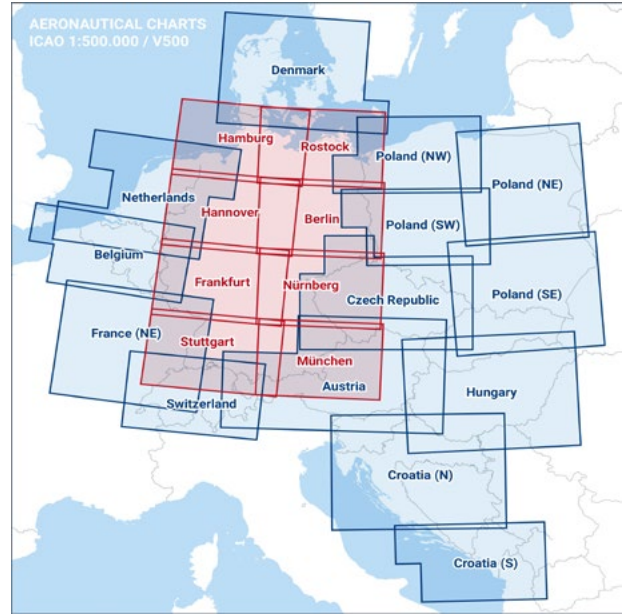 AERONAUTICAL CHARTS
ICAO 1:500.000 / V500
Denmark
Hamburg
Rostock
Poland (NW)
Poland (NE)
Netherlands
Hannover
Berlin
Poland (SW)
Belgium
Frankfurt
Nürnberg
Czech Republic
Poland (SE)
France (NE)
Stuttgart
München
Austria
Switzerland
Hungary
Croatia (N)
Croatia (S)